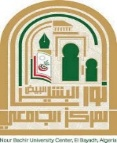 نور البشير
البيض
المركز الجامعي
Nour Bachir University Center, El Bayadh, Algeria